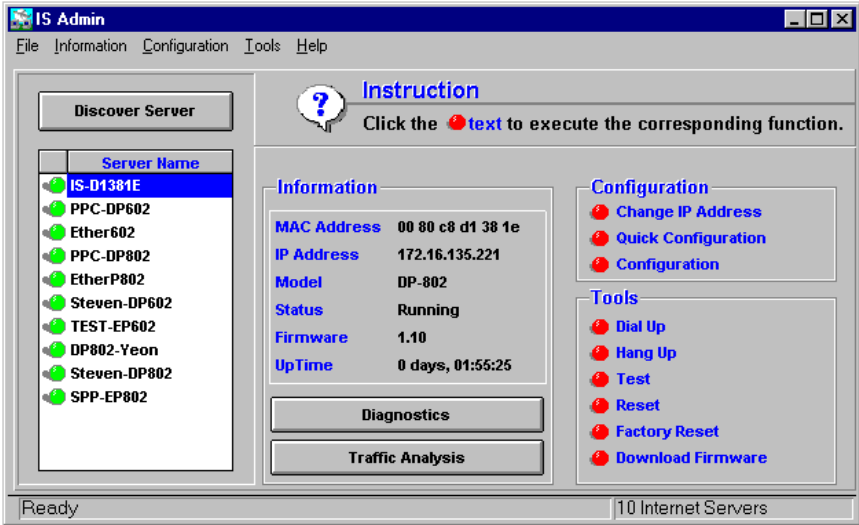 IS Admin
File Information Configuration Tools Help
Discover Server
Instruction
Click the text to execute the corresponding function.
Server Name
IS-D1381E
PPC-DP602
Ether602
PPC-DP802
EtherP802
Steven-DP602
TEST-EP602
DP802-Yeon
Steven-DP802
SPP-EP802
Information
MAC Address 00 80 c8 d1 38 1e
IP Address 172.16.135.221
Model DP-802
Status Running
Firmware 1.10
UpTime 0 days, 01:55:25
Diagnostics
Traffic Analysis
Configuration
Change IP Address
Quick Configuration
Configuration
Tools
Dial Up
Hang Up
Test
Reset
Factory Reset
Download Firmware
Ready
10 Internet Servers